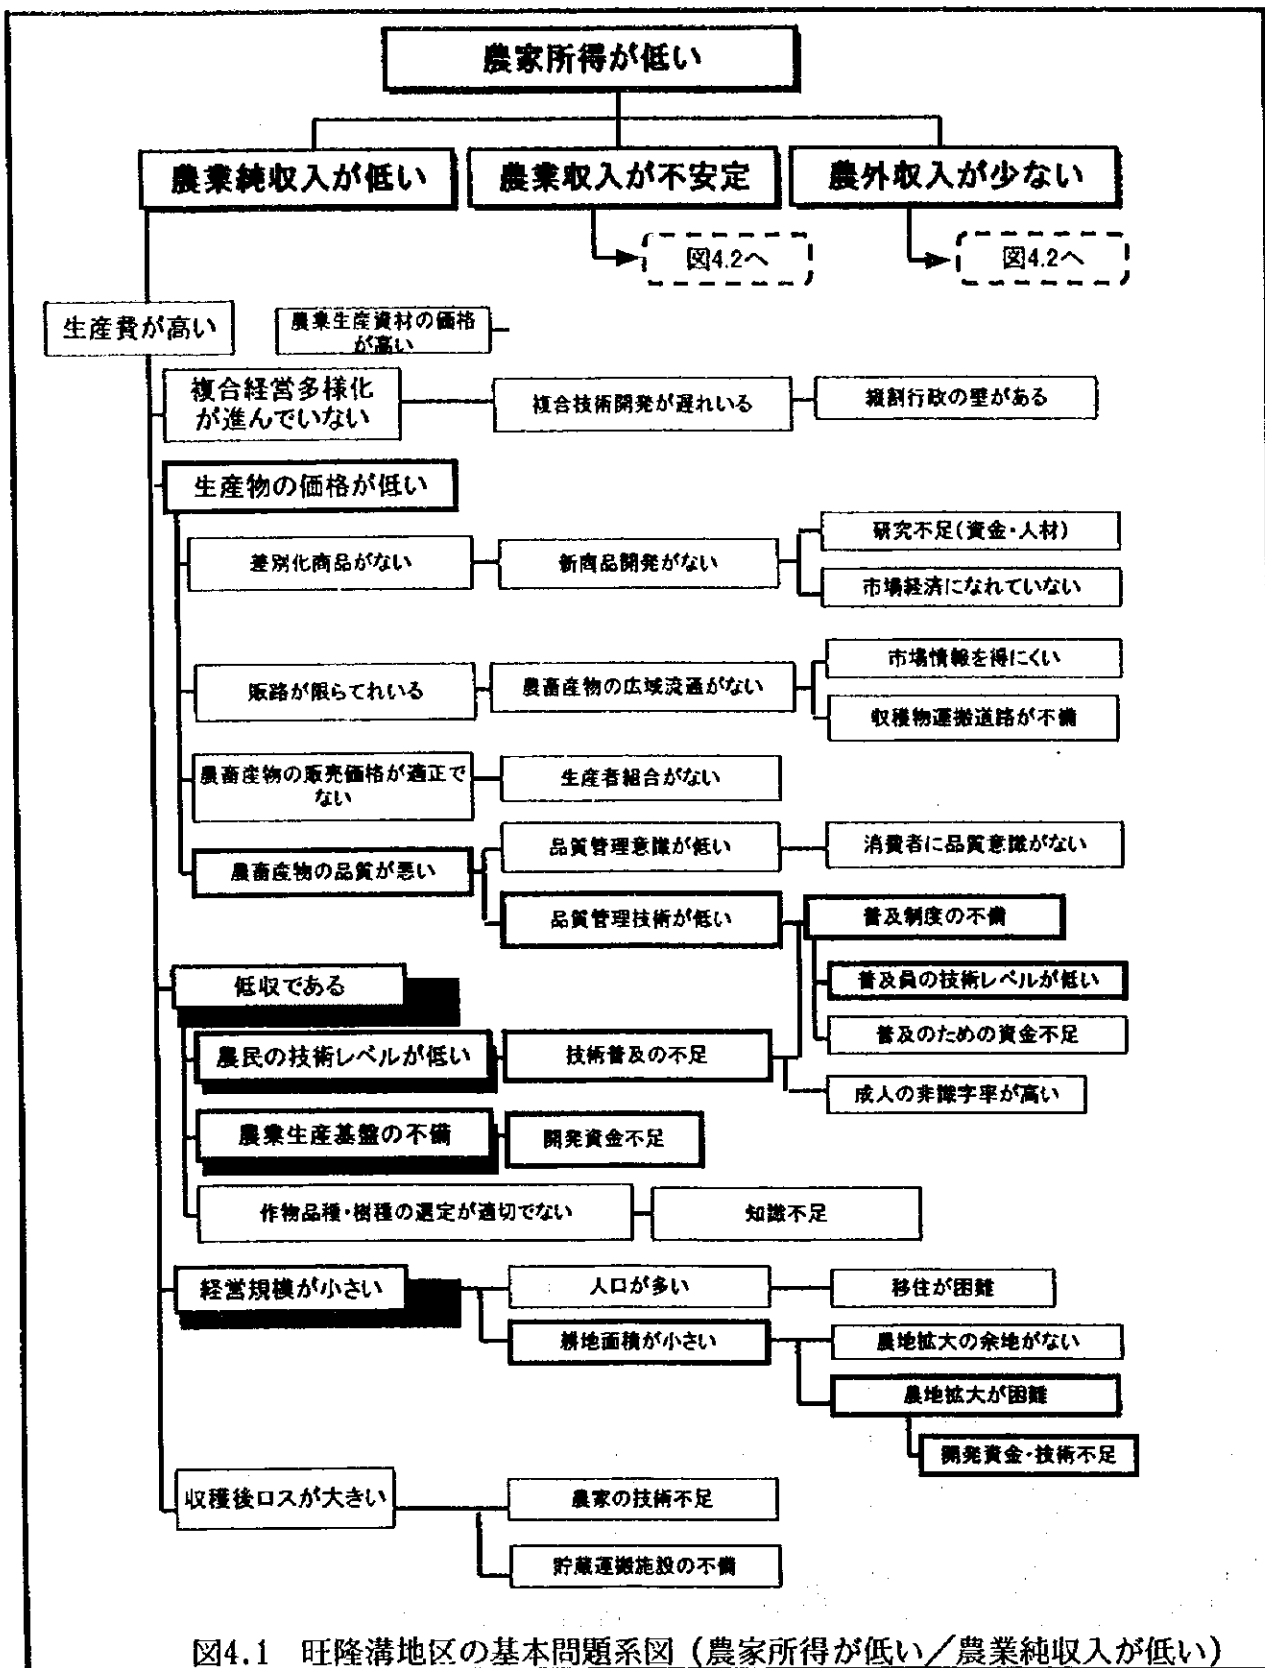 農家所得が低い
農業純収入が低い
農業収入が不安定
農外収入が少ない
図4.2へ
図4.2へ
生産費が高い
農業生産資材の価格
が高い
複合経営多様化
が進んでいない
複合技術開発が遅れいる
縦割行政の壁がある
生産物の価格が低い
差別化商品がない
新商品開発がない
研究不足(資金・人材)
市場経済になれていない
販路が限らてれいる
農畜産物の広域流通がない
市場情報を得にくい
収穫物運搬道路が不備
農畜産物の販売価格が適正で
ない
生産者組合がない
農畜産物の品質が悪い
品質管理意識が低い
消費者に品質意識がない
品質管理技術が低い
普及制度の不備
普及員の技術レベルが低い
普及のための資金不足
低収である
農民の技術レベルが低い
技術普及の不足
成人の非識字率が高い
農業生産基盤の不備
開発資金不足
作物品種・樹種の選定が適切でない
知識不足
経営規模が小さい
人口が多い
移住が困難
耕地面積が小さい
農地拡大の余地がない
農地拡大が困難
開発資金・技術不足
収穫後ロスが大きい
農家の技術不足
貯蔵運搬施設の不備
図4.1 旺隆溝地区の基本問題系図（農家所得が低い／農業純収入が低い）